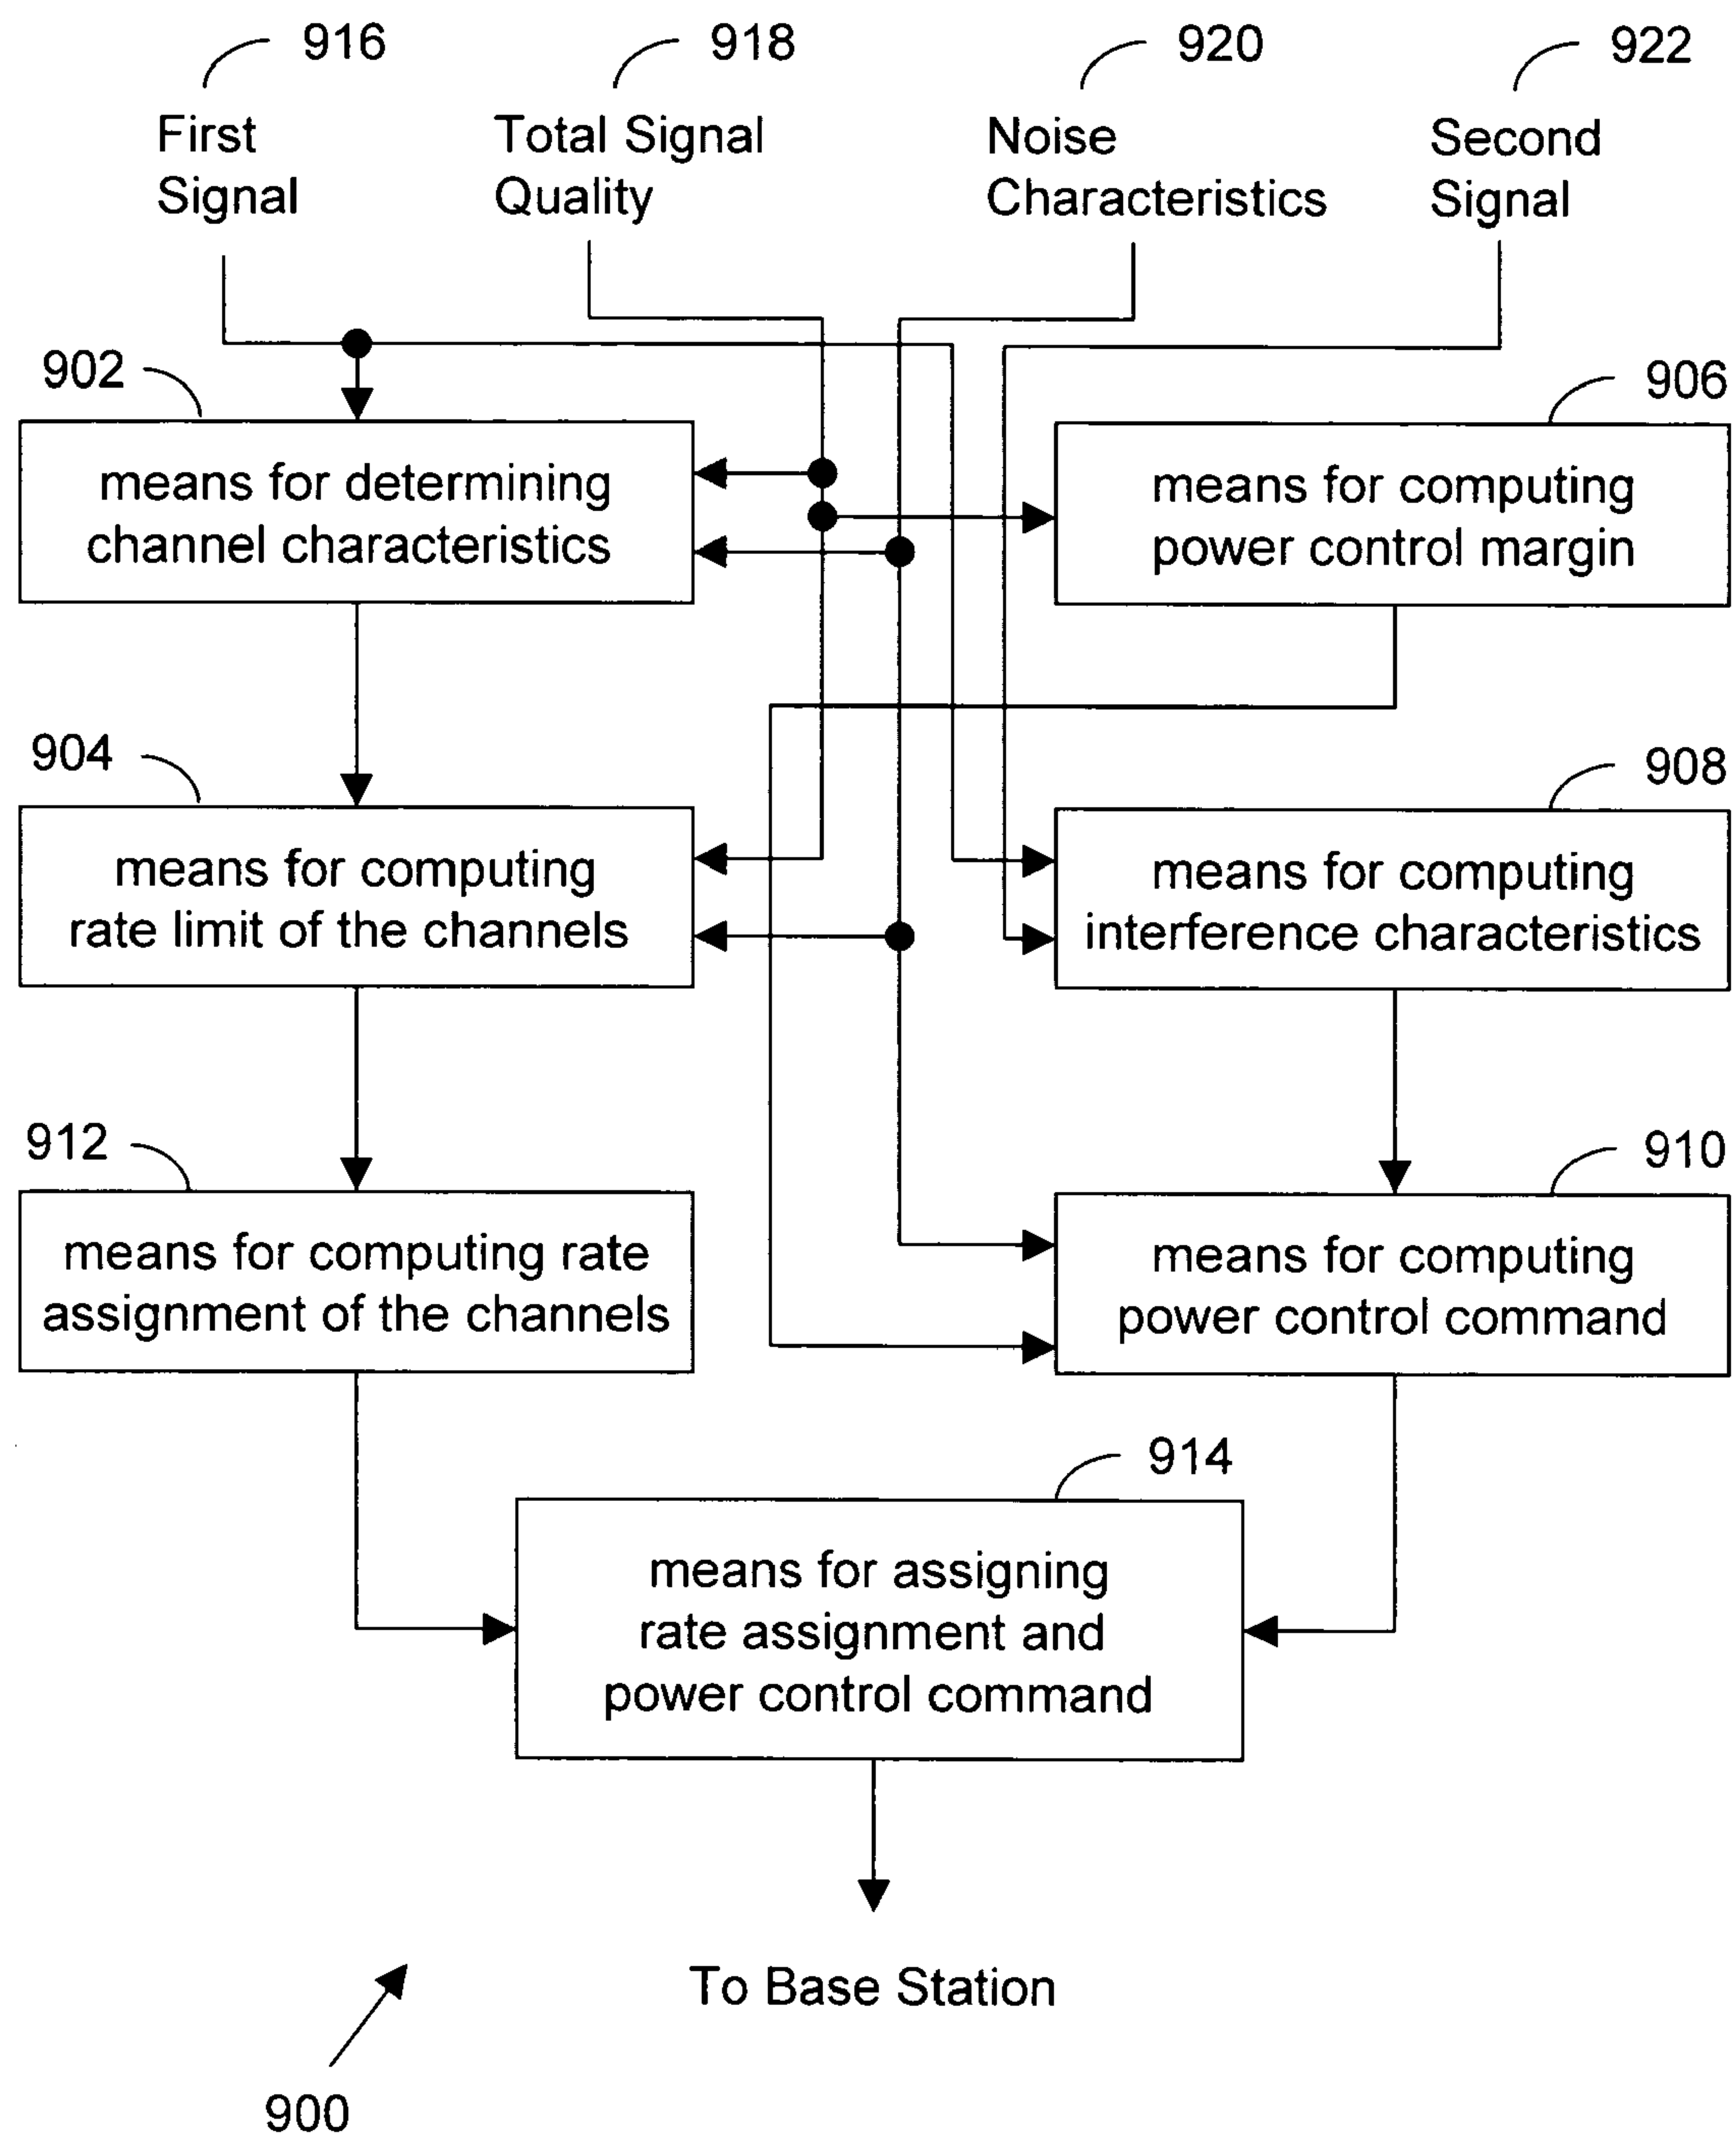 916
918
920
922
First
Signal
Total Signal
Quality
Noise
Characteristics
Second
Signal
902
906
means for determining
channel characteristics
means for computing
power control margin
904
908
means for computing
rate limit of the channels
means for computing
interference characteristics
912
910
means for computing rate
assignment of the channels
means for computing
power control command
914
means for assigning
rate assignment and
power control command
To Base Station
900